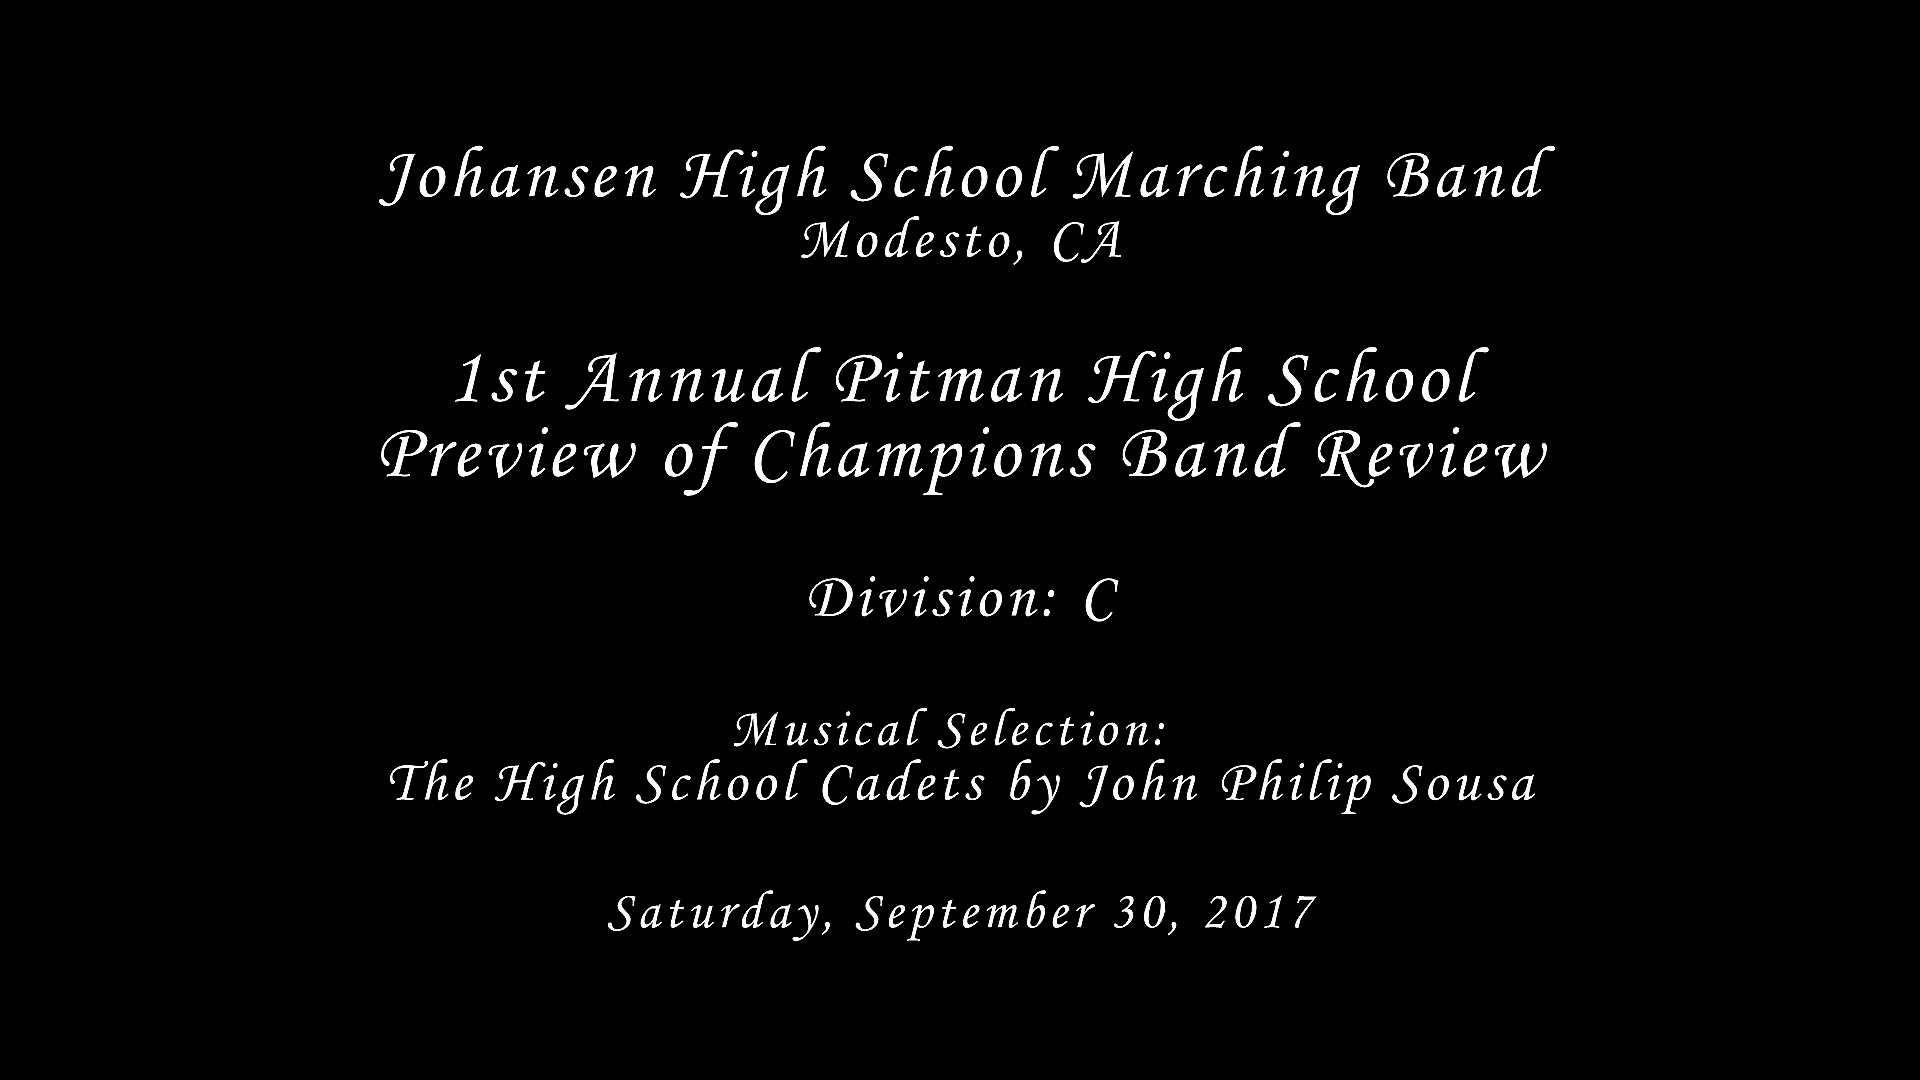 Johansen High School Marching Band
Modesto, CA
1st Annual Pitman High School
Preview of Champions Band Review
Division: C
Musical Selection:
The High School Cadets by John Philip Sousa
Saturday, September 30, 2017